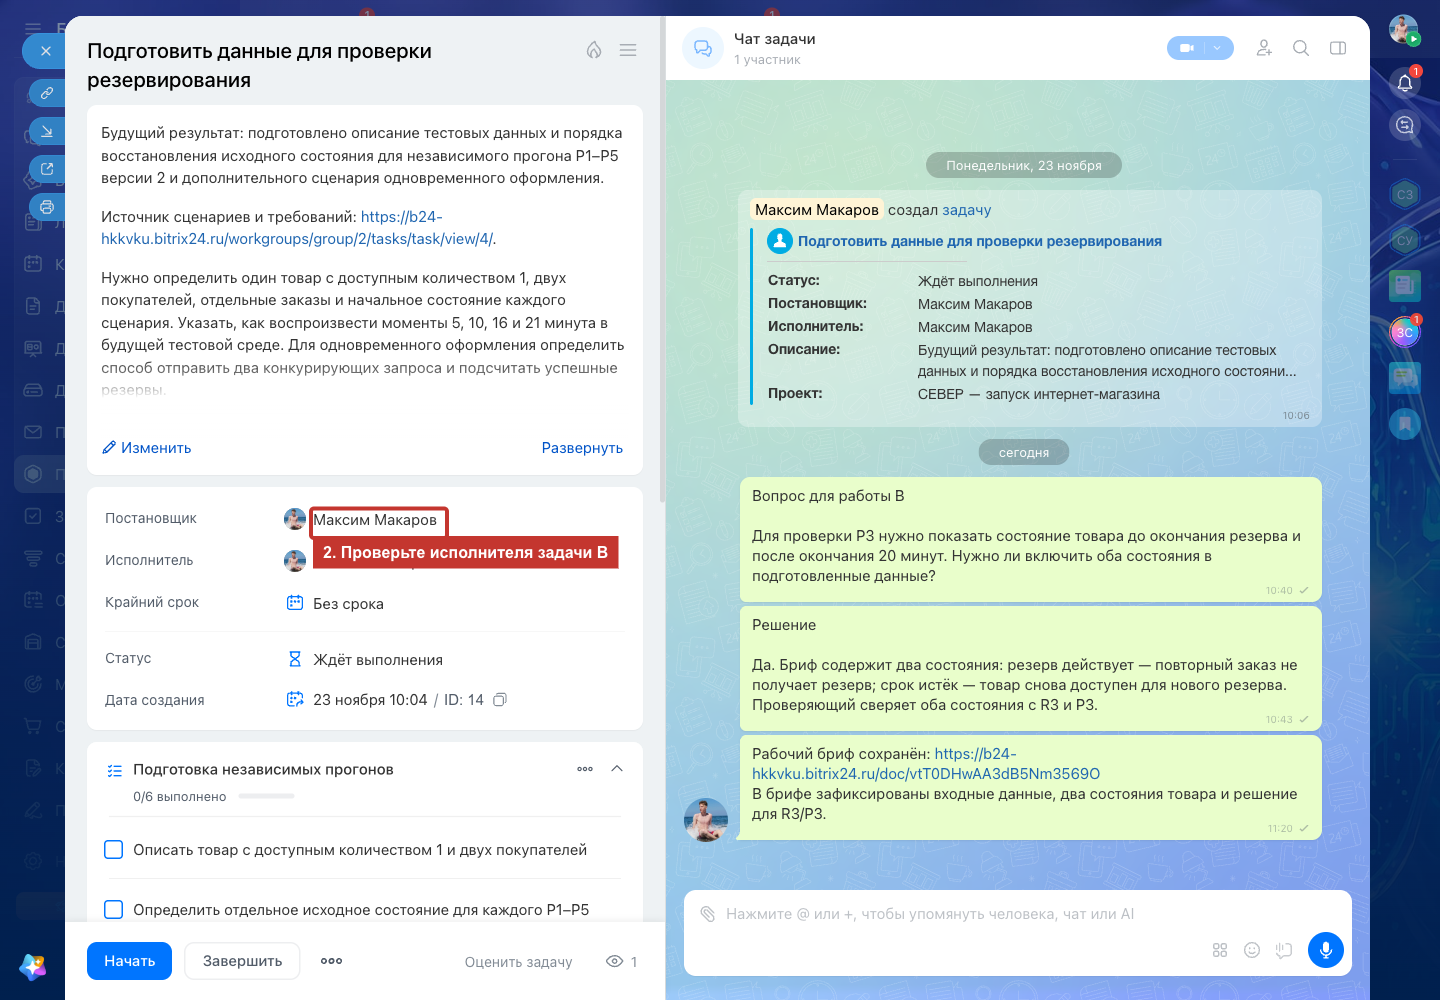 Подготовить данные для проверки
резервирования
Будущий результат: подготовлено описание тестовых данных и порядка
восстановления исходного состояния для независимого прогона P1–P5
версии 2 и дополнительного сценария одновременного оформления.
Источник сценариев и требований: https://b24-
hkkvku.bitrix24.ru/workgroups/group/2/tasks/task/view/4/.
Нужно определить один товар с доступным количеством 1, двух
покупателей, отдельные заказы и начальное состояние каждого
сценария. Указать, как воспроизвести моменты 5, 10, 16 и 21 минута в
будущей тестовой среде. Для одновременного оформления определить
способ отправить два конкурирующих запроса и подсчитать успешные
резервы.
Изменить
Развернуть
Постановщик
Максим Макаров
2. Проверьте исполнителя задачи В
Исполнитель
Крайний срок
Без срока
Статус
Ждёт выполнения
Дата создания
23 ноября 10:04 / ID: 14
Подготовка независимых прогонов
0/6 выполнено
Описать товар с доступным количеством 1 и двух покупателей
Определить отдельное исходное состояние для каждого P1–P5
Начать
Завершить
Оценить задачу
1
Чат задачи
1 участник
Понедельник, 23 ноября
Максим Макаров создал задачу
Подготовить данные для проверки резервирования
Статус:
Ждёт выполнения
Постановщик:
Максим Макаров
Исполнитель:
Максим Макаров
Описание:
Будущий результат: подготовлено описание тестовых
данных и порядка восстановления исходного состояни...
Проект:
СЕВЕР — запуск интернет-магазина
10:06
сегодня
Вопрос для работы В
Для проверки P3 нужно показать состояние товара до окончания резерва и
после окончания 20 минут. Нужно ли включить оба состояния в
подготовленные данные?
10:40
Решение
Да. Бриф содержит два состояния: резерв действует — повторный заказ не
получает резерв; срок истёк — товар снова доступен для нового резерва.
Проверяющий сверяет оба состояния с R3 и P3.
10:43
Рабочий бриф сохранён: https://b24-
hkkvku.bitrix24.ru/doc/vtT0DHwAA3dB5Nm3569O
В брифе зафиксированы входные данные, два состояния товара и решение
для R3/P3.
11:20
Нажмите @ или +, чтобы упомянуть человека, чат или AI
1
СЗ
СУ
1
ЗС